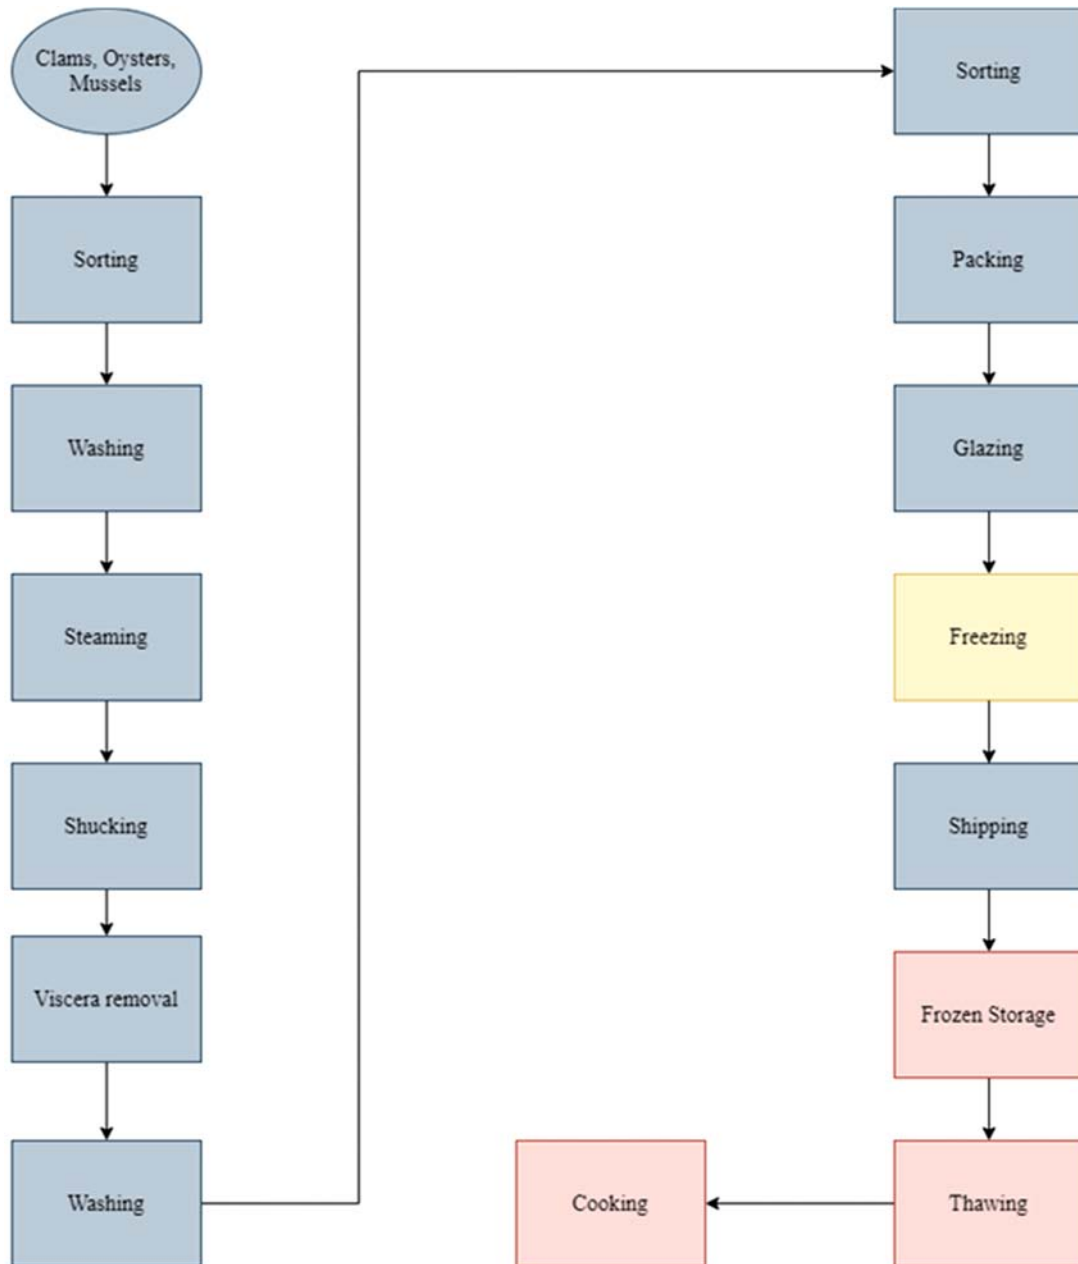 Clams, Oysters,
Mussels
Sorting
Washing
Steaming
Shucking
Viscera removal
Washing
Sorting
Packing
Glazing
Freezing
Shipping
Frozen Storage
Thawing
Cooking